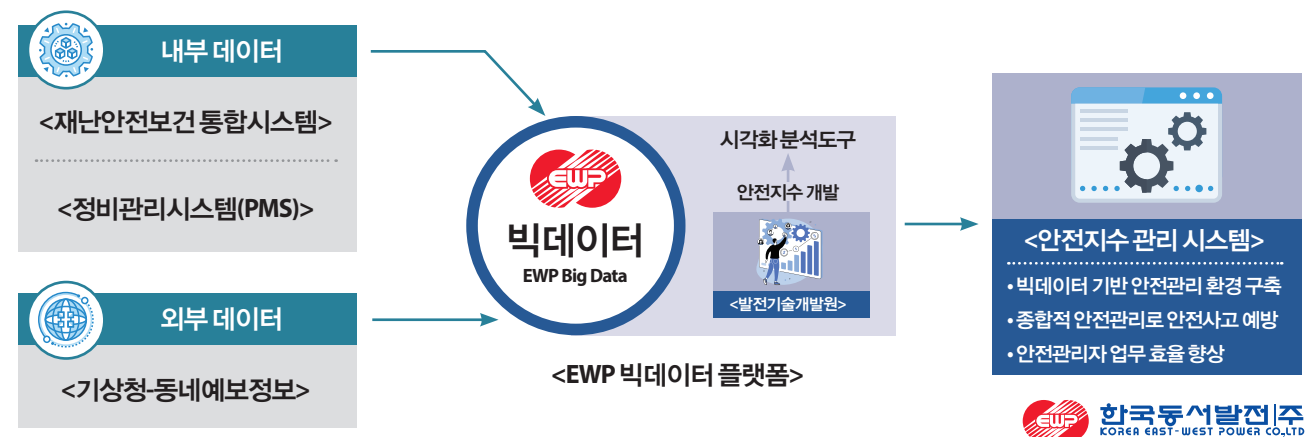 내부 데이터
<재난안전보건 통합시스템>
<정비관리시스템(PMS)>
외부 데이터
<기상청-동네예보정보>
EWP
빅데이터
EWP Big Data
시각화 분석도구
안전지수 개발
<발전기술개발원>
<EWP 빅데이터 플랫폼>
<안전지수 관리 시스템>
• 빅데이터 기반 안전관리 환경 구축
• 종합적 안전관리로 안전사고 예방
• 안전관리자 업무 효율 향상
EWP
한국동서발전|주
KOREA EAST-WEST POWER CO.,LTD